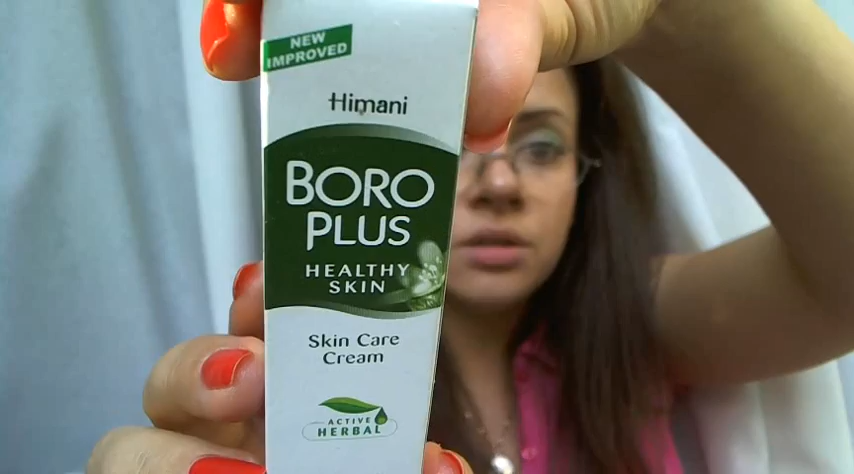 NEW
IMPROVED
Himani
BORO
PLUS
HEALTHY
SKIN
Skin Care
Cream
ACTIVE
HERBAL